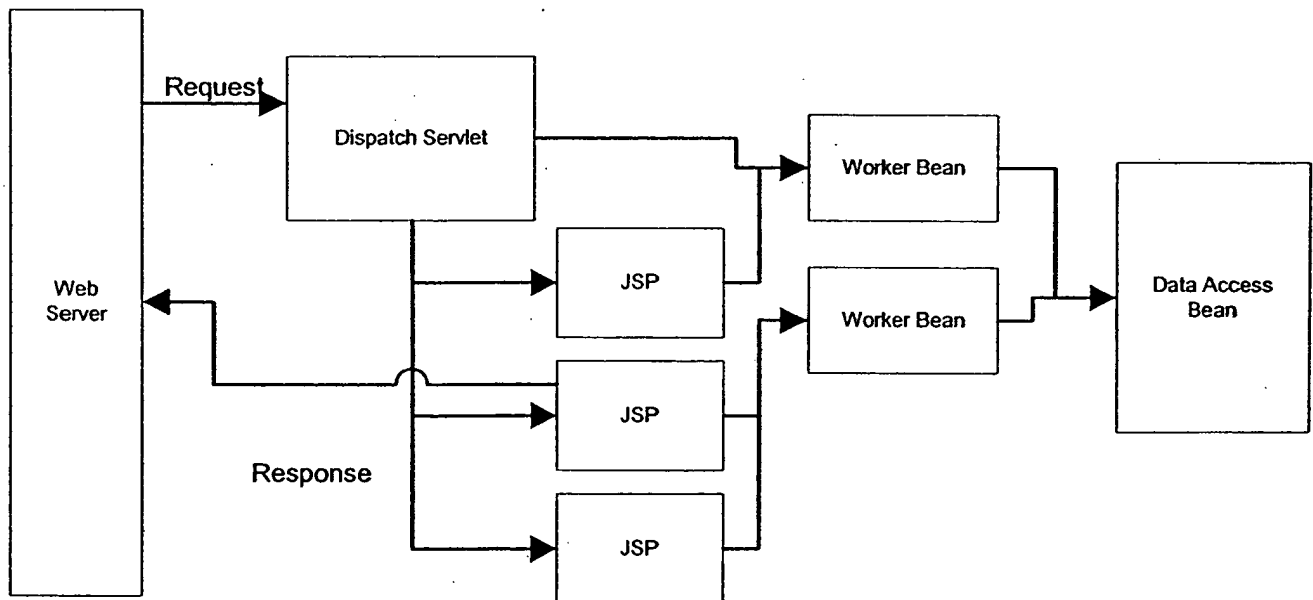 Request
Dispatch Servlet
Worker Bean
JSP
Web
Server
Worker Bean
Data Access
Bean
JSP
Response
JSP